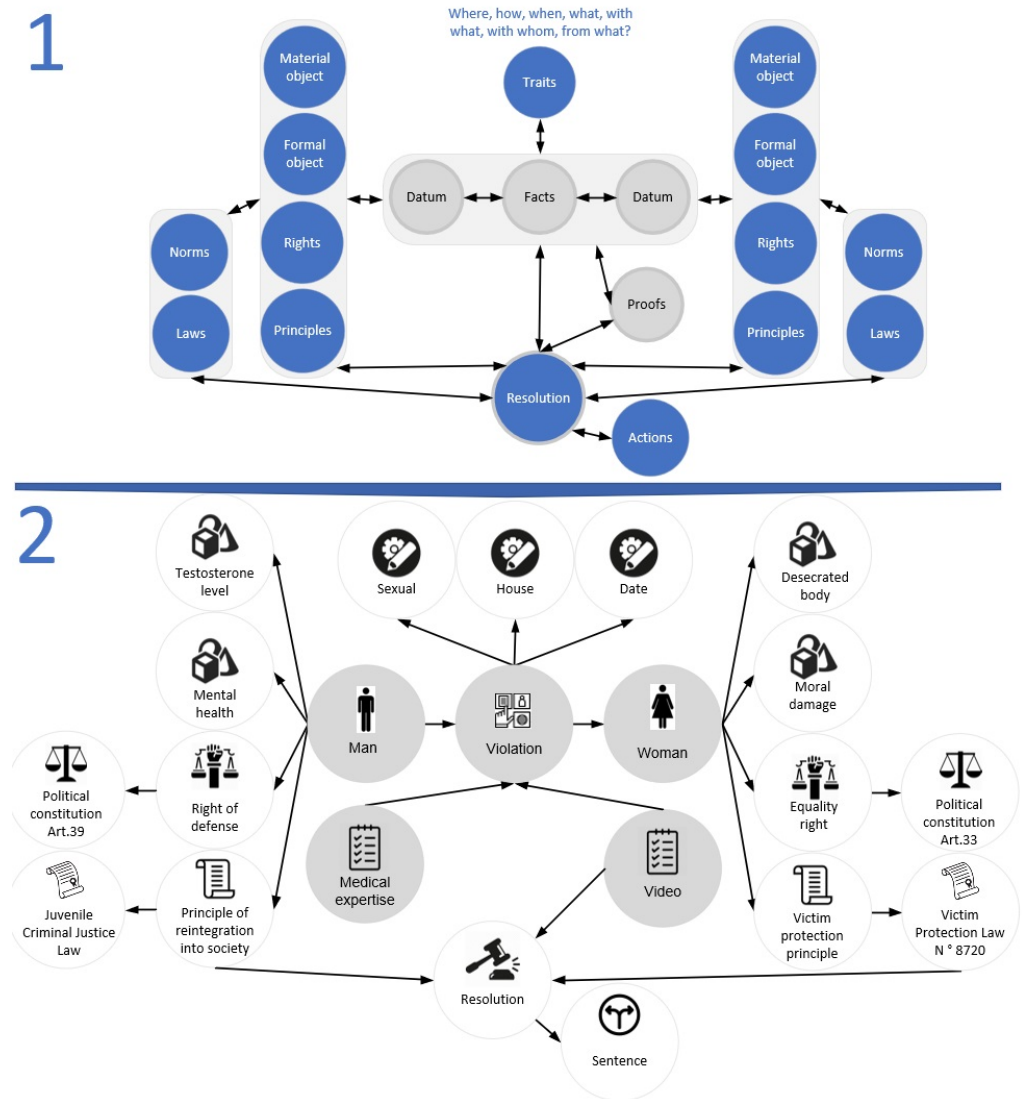 1
Where, how, when, what, with
what, with whom, from what?
Material
object
Traits
Material
object
Formal
object
Formal
object
Datum
Facts
Datum
Norms
Rights
Rights
Norms
Proofs
Laws
Principles
Principles
Laws
Resolution
Actions
2
Testosterone
level
Sexual
House
Date
Desecrated
body
Mental
health
Moral
damage
Man
Violation
Woman
Political
constitution
Art.39
Right of
defense
Equality
right
Political
constitution
Art.33
Medical
expertise
Video
Juvenile
Criminal Justice
Law
Principle of
reintegration
into society
Victim
protection
principle
Victim
Protection Law
N ° 8720
Resolution
Sentence